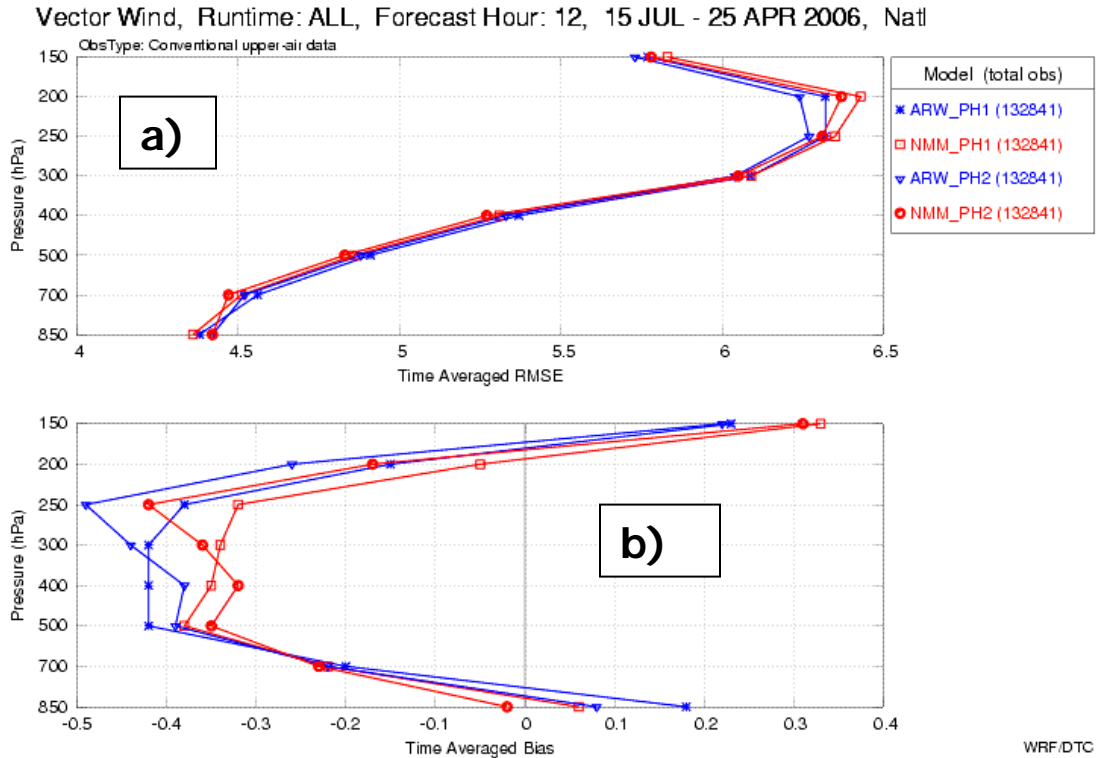 Vector Wind, Runtime: ALL, Forecast Hour: 12, 15 JUL - 25 APR 2006, Natl
ObsType: Conventional upper-air data
150
200
250
300
400
500
700
850
Pressure (hPa)
a)
4
4.5
5
5.5
6
6.5
Time Averaged RMSE
Model (total obs)
ARW_PH1 (132841)
NMM_PH1 (132841)
ARW_PH2 (132841)
NMM_PH2 (132841)
150
200
250
300
400
500
700
850
Pressure (hPa)
b)
-0.5
-0.4
-0.3
-0.2
-0.1
0
0.1
0.2
0.3
0.4
Time Averaged Bias
WRF/DTC